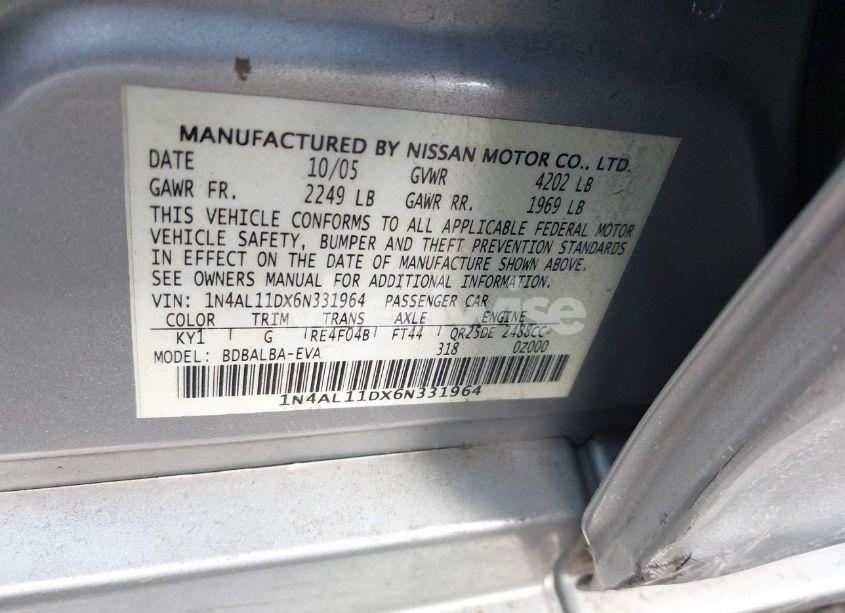 MANUFACTURED BY NISSAN MOTOR CO., LTD.
DATE 10/05 GVWR 4202 LB
GAWR FR. 2249 LB GAWR RR. 1969 LB
THIS VEHICLE CONFORMS TO ALL APPLICABLE FEDERAL MOTOR
VEHICLE SAFETY, BUMPER AND THEFT PREVENTION STANDARDS
IN EFFECT ON THE DATE OF MANUFACTURE SHOWN ABOVE.
SEE OWNERS MANUAL FOR ADDITIONAL INFORMATION.
VIN: 1N4AL11DX6N331964 PASSENGER CAR
COLOR TRIM TRANS AXLE ENGINE
KY1 G RE4F04B FT44 QR25DE 2488CC
MODEL: BDBALBA-EVA 318 0Z000
1N4AL11DX6N331964